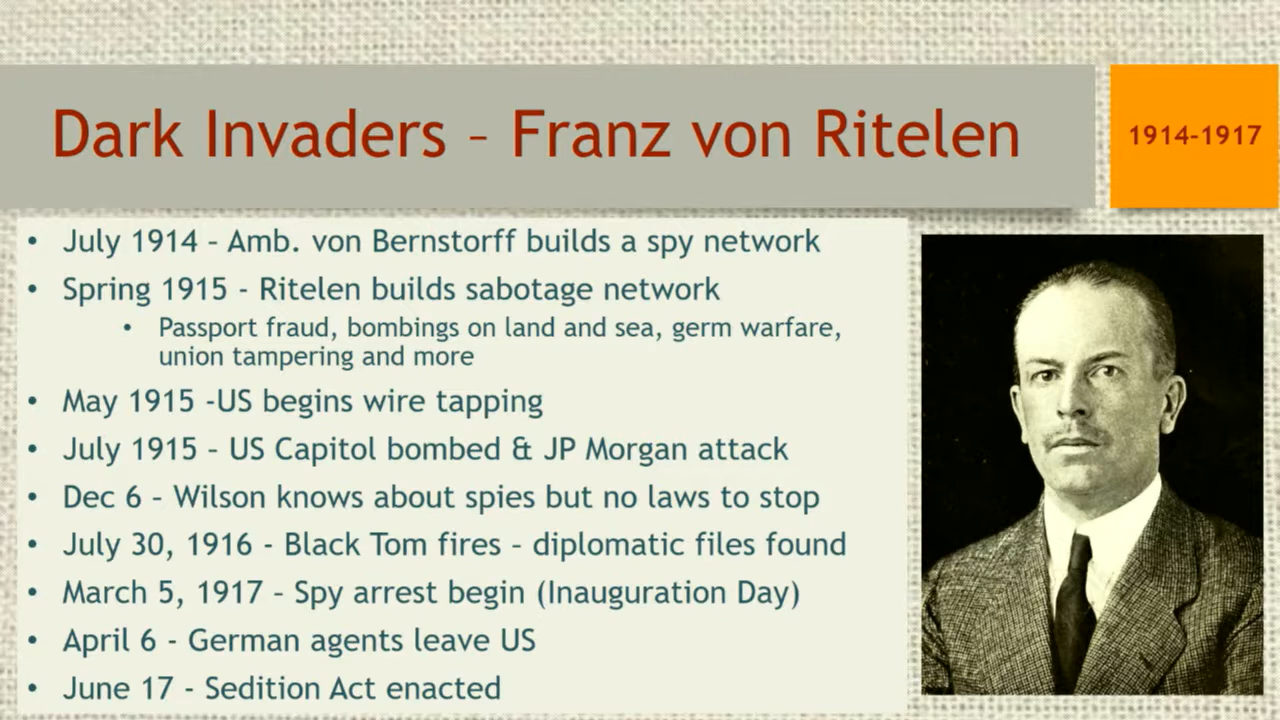 Dark Invaders – Franz von Ritelen
1914-1917
• July 1914 – Amb. von Bernstorff builds a spy network
• Spring 1915 - Ritelen builds sabotage network
• Passport fraud, bombings on land and sea, germ warfare,
union tampering and more
• May 1915 -US begins wire tapping
• July 1915 – US Capitol bombed & JP Morgan attack
• Dec 6 – Wilson knows about spies but no laws to stop
• July 30, 1916 - Black Tom fires – diplomatic files found
• March 5, 1917 – Spy arrest begin (Inauguration Day)
• April 6 - German agents leave US
• June 17 - Sedition Act enacted